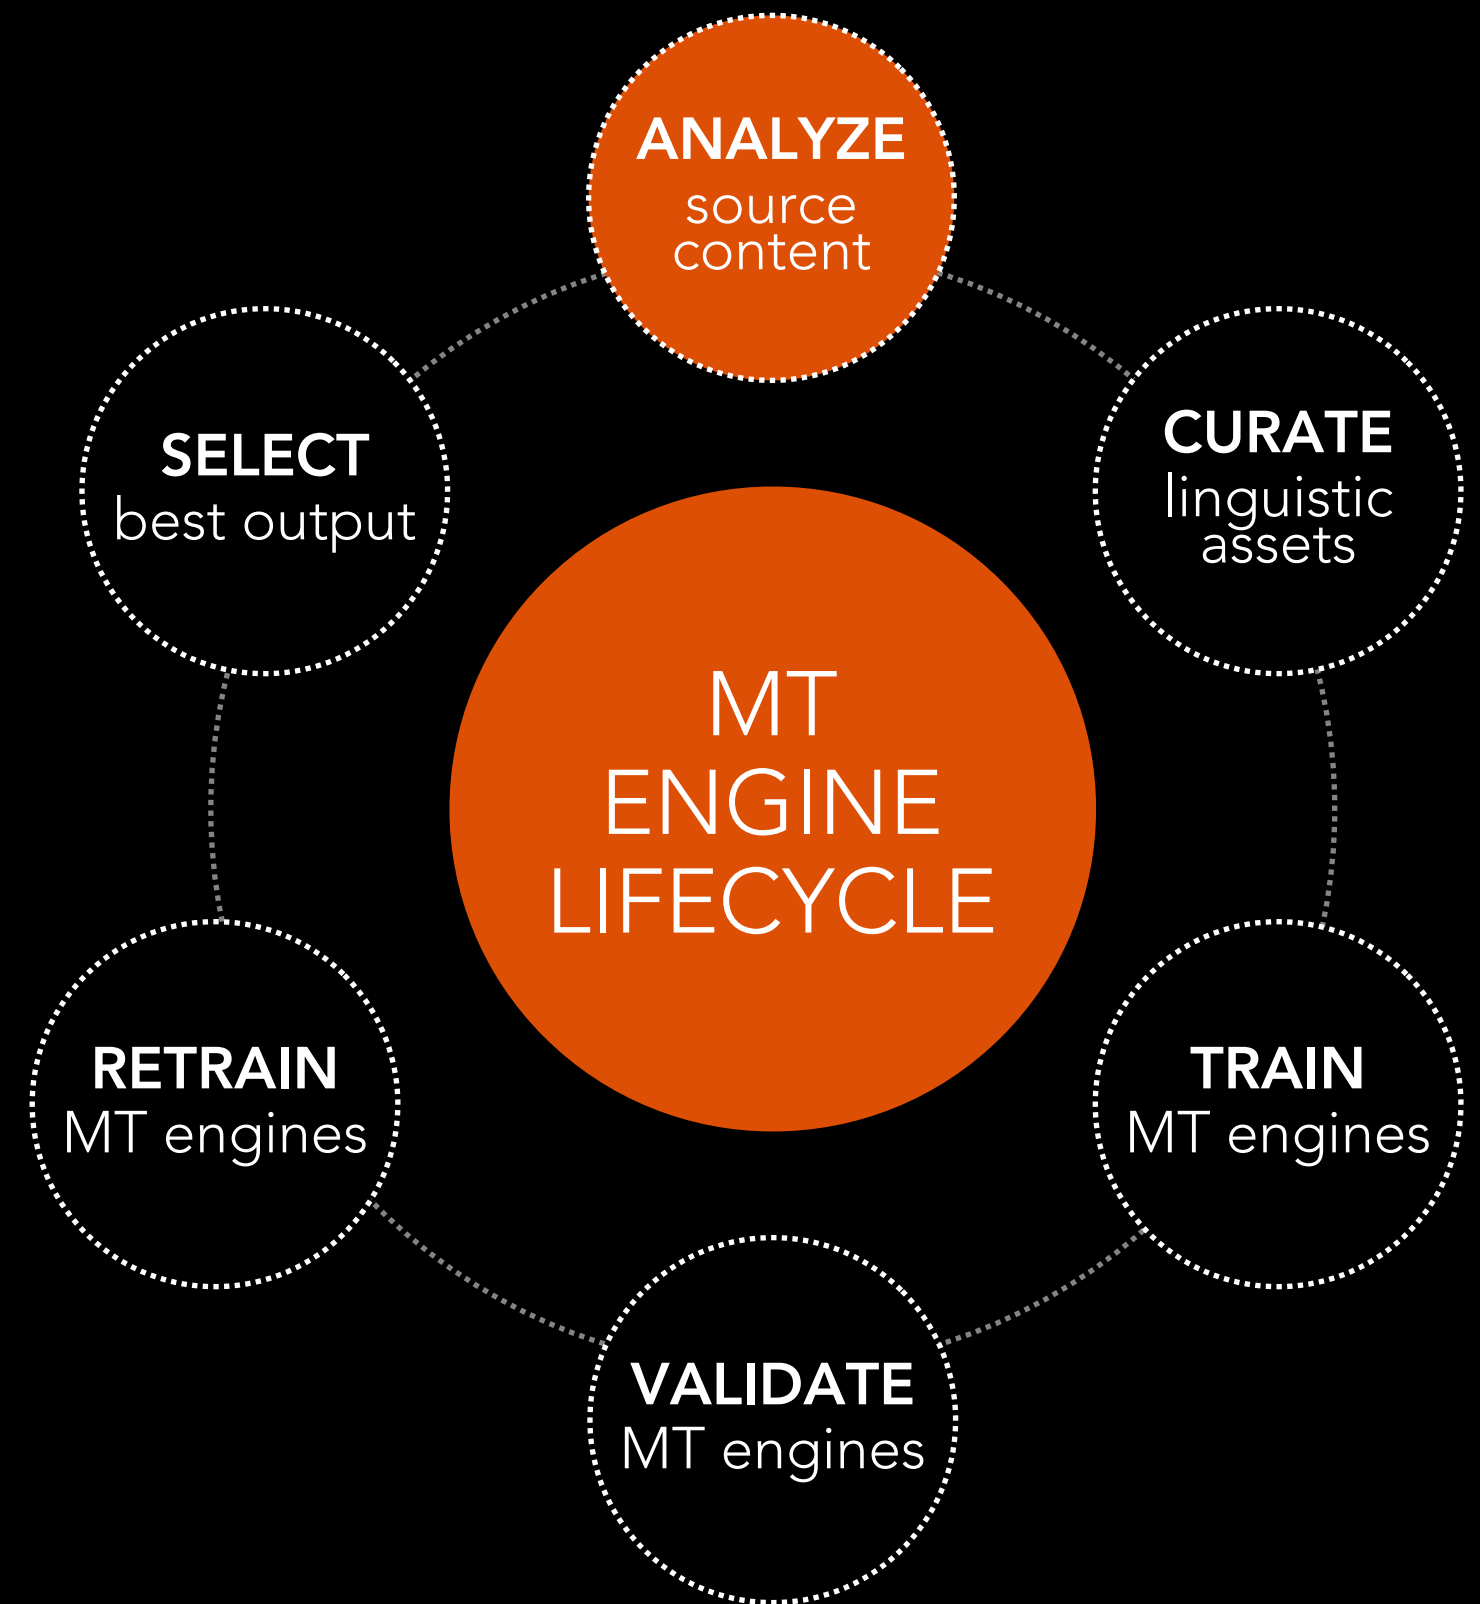 ANALYZE
source
content
CURATE
linguistic
assets
TRAIN
MT engines
VALIDATE
MT engines
RETRAIN
MT engines
SELECT
best output
MT
ENGINE
LIFECYCLE